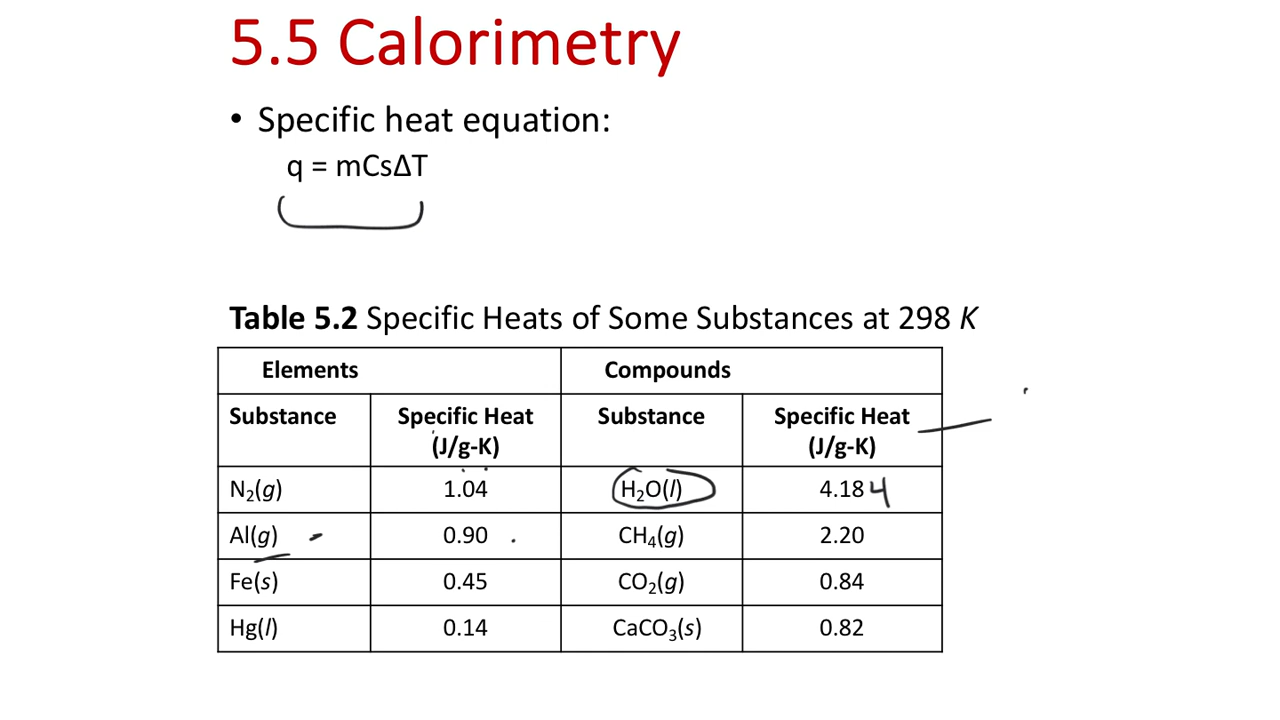 5.5 Calorimetry
• Specific heat equation:
q = mCsΔT
Table 5.2 Specific Heats of Some Substances at 298 K
Elements Compounds
Substance Specific Heat (J/g-K) Substance Specific Heat (J/g-K)
N₂(g) 1.04 H₂O(l) 4.184
Al(g) 0.90 CH₄(g) 2.20
Fe(s) 0.45 CO₂(g) 0.84
Hg(l) 0.14 CaCO₃(s) 0.82